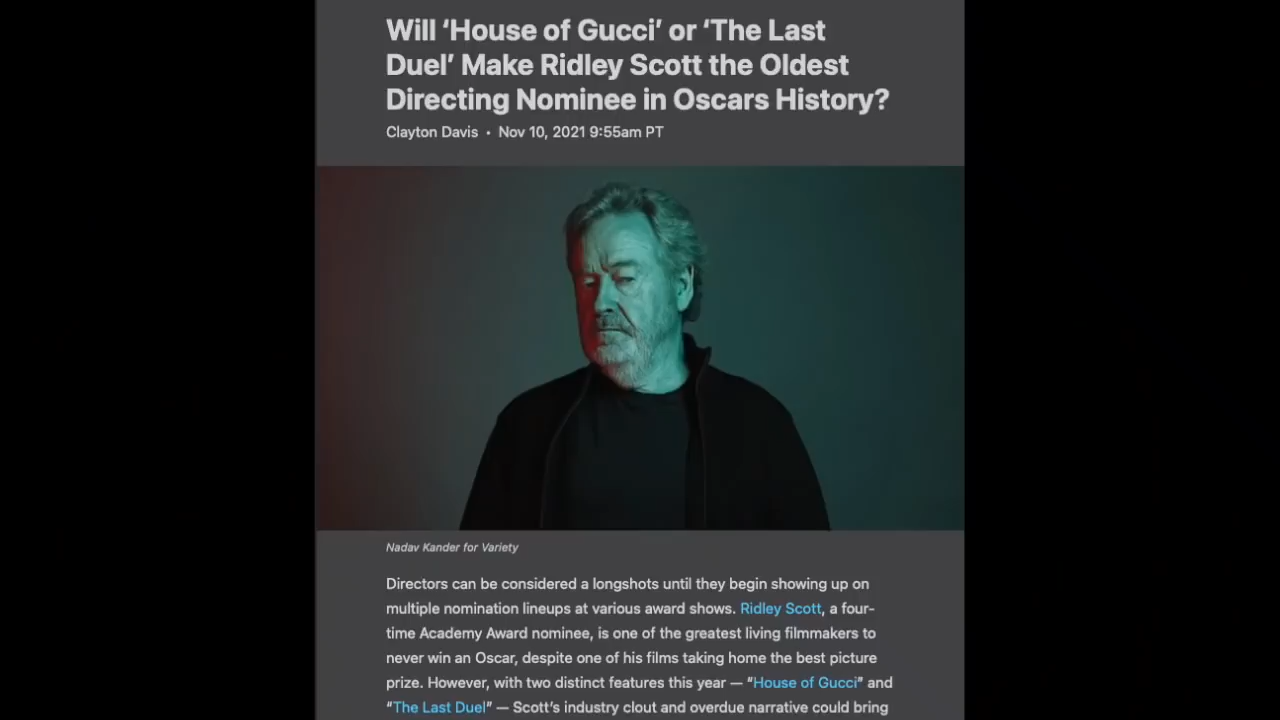 Will ‘House of Gucci’ or ‘The Last
Duel’ Make Ridley Scott the Oldest
Directing Nominee in Oscars History?
Clayton Davis • Nov 10, 2021 9:55am PT
Nadav Kander for Variety
Directors can be considered a longshots until they begin showing up on
multiple nomination lineups at various award shows. Ridley Scott, a four-
time Academy Award nominee, is one of the greatest living filmmakers to
never win an Oscar, despite one of his films taking home the best picture
prize. However, with two distinct features this year — “House of Gucci” and
“The Last Duel” — Scott’s industry clout and overdue narrative could bring